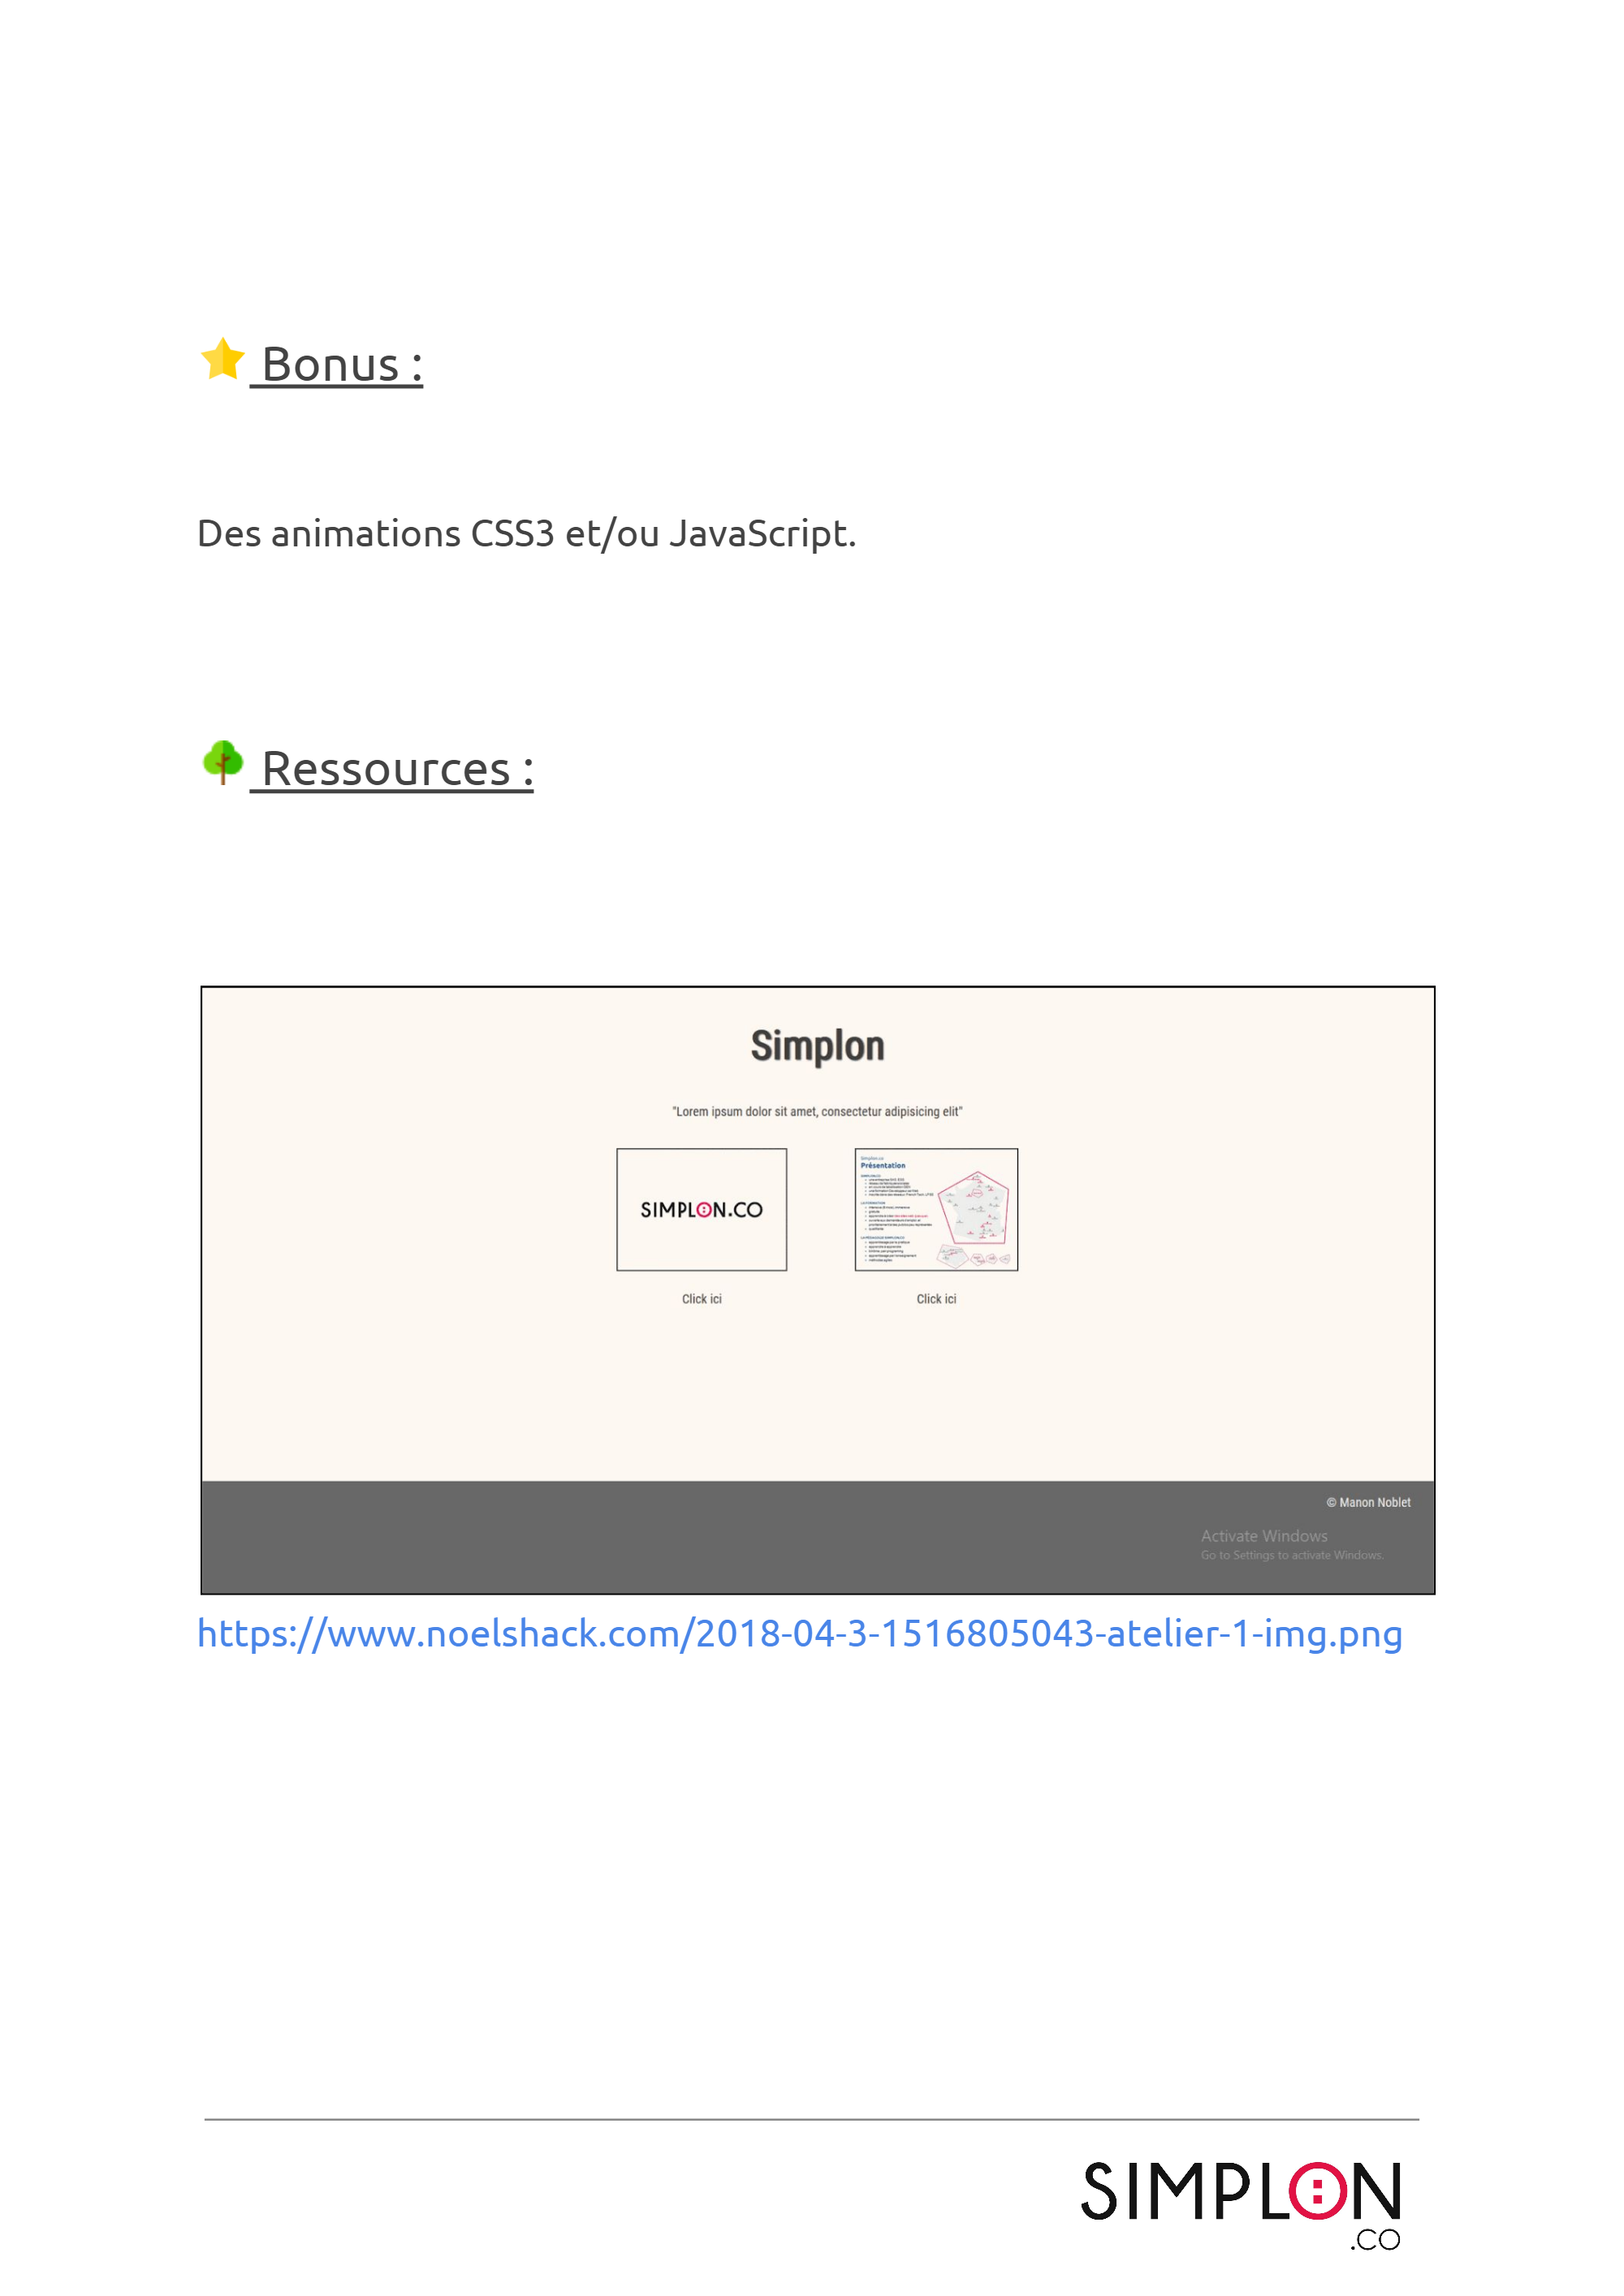 Bonus :
Des animations CSS3 et/ou JavaScript.
Ressources :
Simplon
"Lorem ipsum dolor sit amet, consectetur adipisicing elit"
SIMPLON.CO
Simplon.co
Présentation
Click ici
Click ici
© Manon Noblet
Activate Windows
Go to Settings to activate Windows.
https://www.noelshack.com/2018-04-3-1516805043-atelier-1-img.png
SIMPLON
.CO